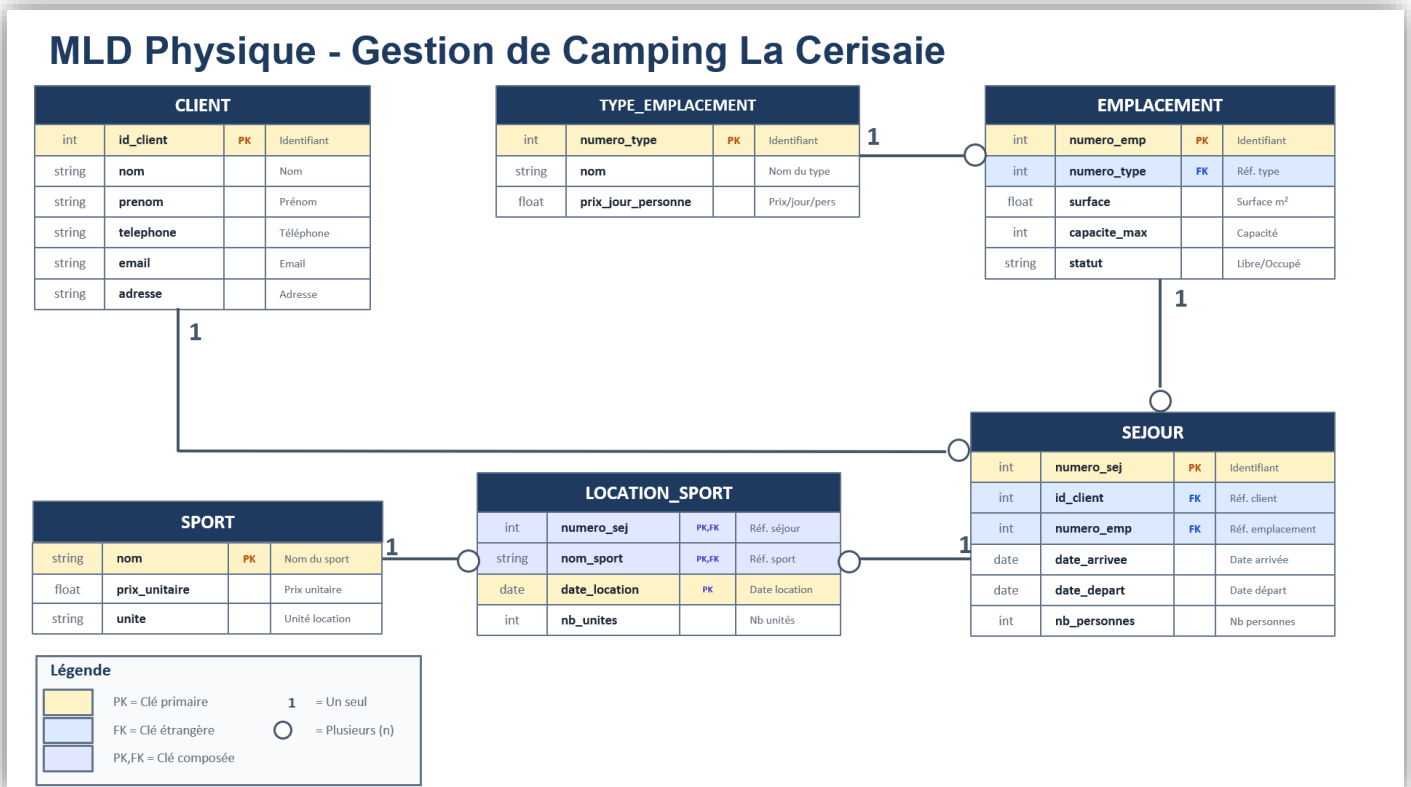 MLD Physique - Gestion de Camping La Cerisaie
CLIENT
int id_client PK Identifiant
string nom Nom
string prenom Prénom
string telephone Téléphone
string email Email
string adresse Adresse
1
TYPE_EMPLACEMENT
int numero_type PK Identifiant
string nom Nom du type
float prix_jour_personne Prix/jour/pers
1
EMPLACEMENT
int numero_emp PK Identifiant
int numero_type FK Réf. type
float surface Surface m²
int capacite_max Capacité
string statut Libre/Occupé
1
SPORT
string nom PK Nom du sport
float prix_unitaire Prix unitaire
string unite Unité location
1
LOCATION_SPORT
int numero_sej PK,FK Réf. séjour
string nom_sport PK,FK Réf. sport
date date_location PK Date location
int nb_unites Nb unités
1
SEJOUR
int numero_sej PK Identifiant
int id_client FK Réf. client
int numero_emp FK Réf. emplacement
date date_arrivee Date arrivée
date date_depart Date départ
int nb_personnes Nb personnes
Légende
PK = Clé primaire 1 = Un seul
FK = Clé étrangère = Plusieurs (n)
PK,FK = Clé composée